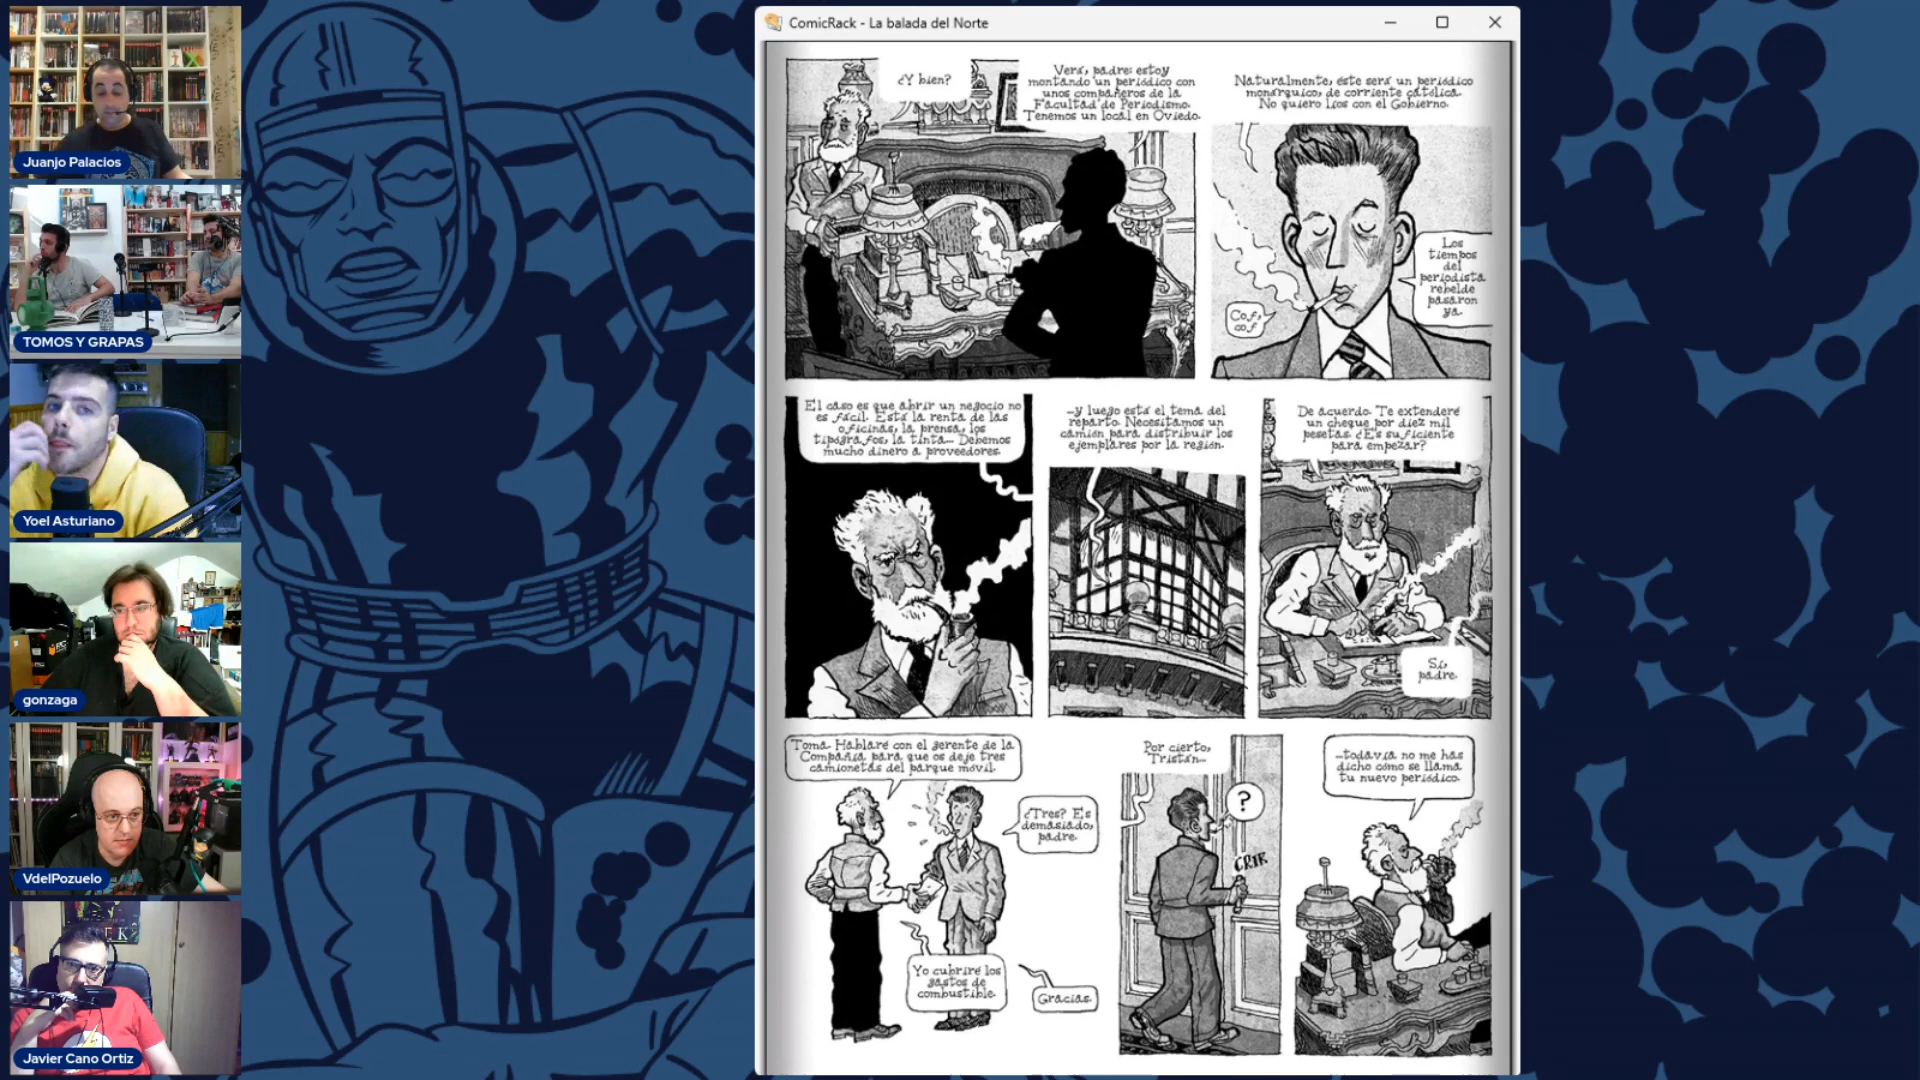 ComicRack - La balada del Norte
¿Y bien?
Verá, padre: estoy
montando un periódico con
unos compañeros de la
Facultad de Periodismo.
Tenemos un local en Oviedo.
Naturalmente, éste será un periódico
monárquico, de corriente católica.
No quiero líos con el Gobierno.
Los
tiempos
del
periodista
rebelde
pasaron
ya.
Cof,
cof
El caso es que abrir un negocio no
es fácil. Está la renta de las
oficinas, la prensa, los
tipógrafos, la tinta... Debemos
mucho dinero a proveedores.
...y luego está el tema del
reparto. Necesitamos un
camión para distribuir los
ejemplares por la región.
De acuerdo. Te extenderé
un cheque por diez mil
pesetas. ¿Es suficiente
para empezar?
Sí,
padre.
Toma. Hablaré con el gerente de la
Compañía para que os deje tres
camionetas del parque móvil.
¿Tres? Es
demasiado,
padre.
Yo cubriré los
gastos de
combustible.
Gracias.
Por cierto,
Tristán...
?
CRIK
...todavía no me has
dicho cómo se llama
tu nuevo periódico.
Juanjo Palacios
TOMOS Y GRAPAS
Yoel Asturiano
gonzaga
VdelPozuelo
Javier Cano Ortiz